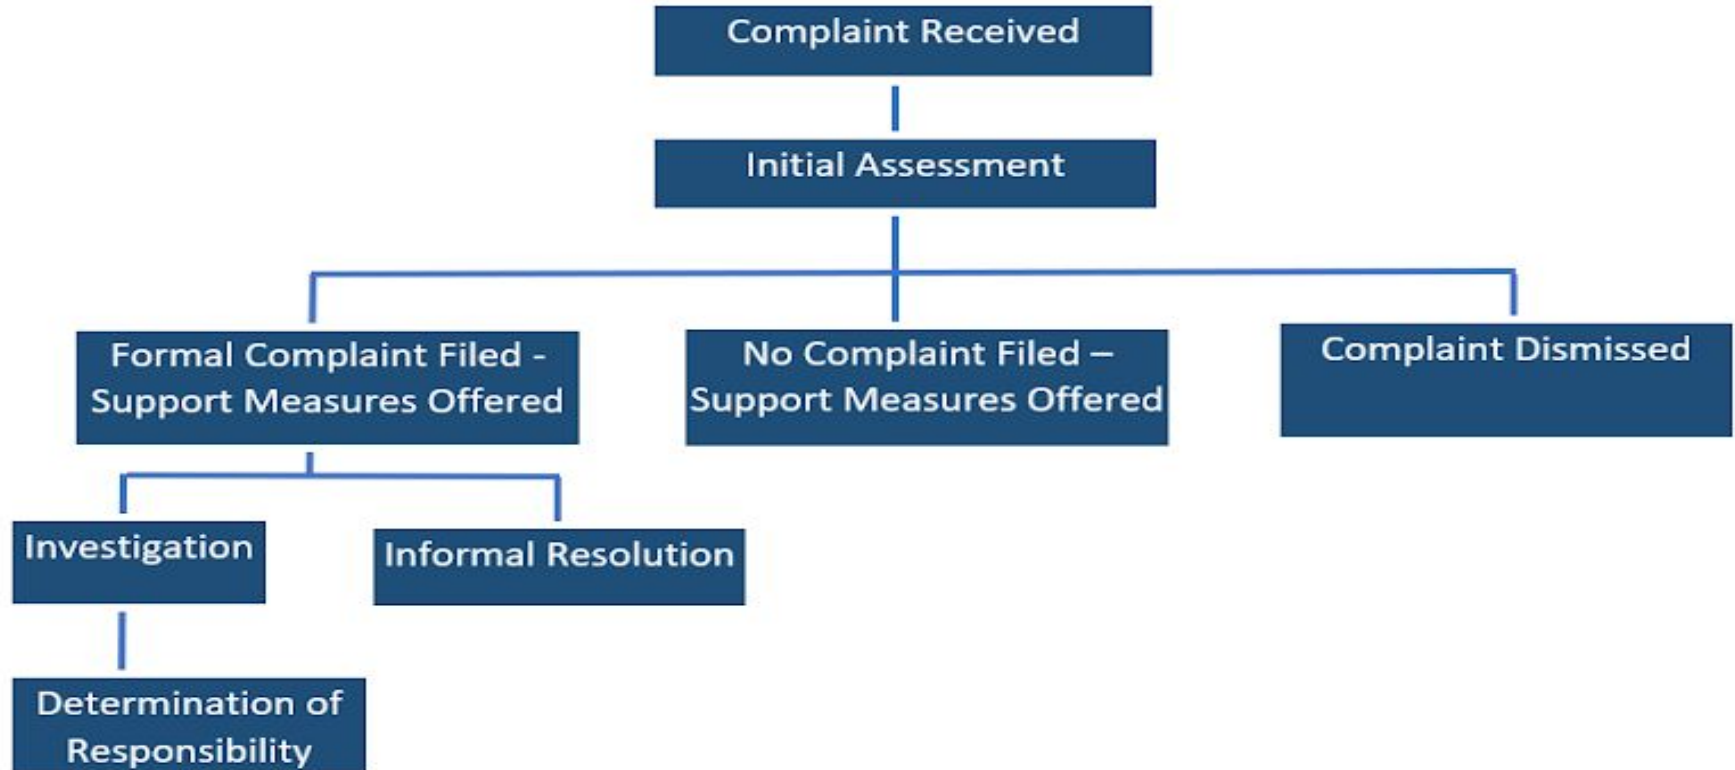 Complaint Received
Initial Assessment
Formal Complaint Filed -
Support Measures Offered
No Complaint Filed –
Support Measures Offered
Complaint Dismissed
Investigation
Informal Resolution
Determination of
Responsibility